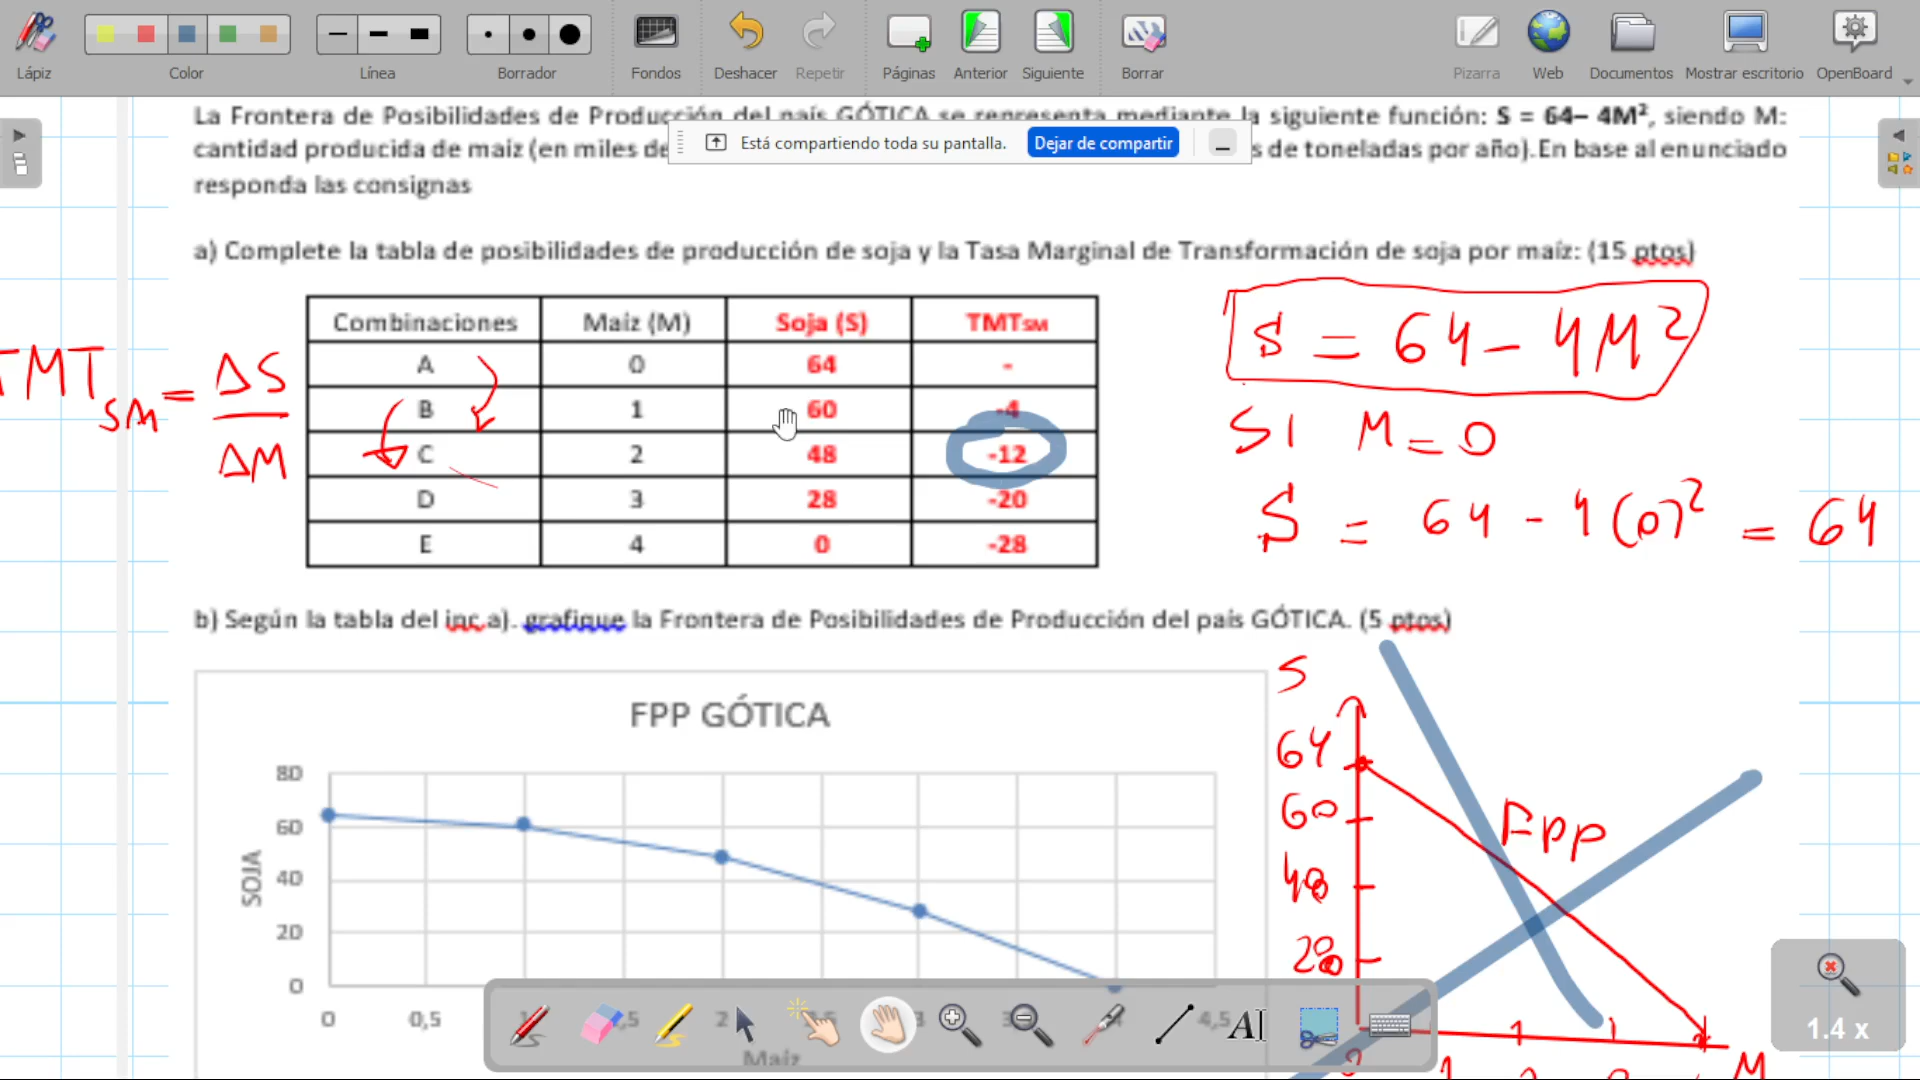 Lápiz
Color
Línea
Borrador
Fondos
Deshacer
Repetir
Páginas
Anterior
Siguiente
Borrar
Pizarra
Web
Documentos
Mostrar escritorio
OpenBoard
La Frontera de Posibilidades de Producción del país GÓTICA se representa mediante la siguiente función: S = 64– 4M², siendo M:
cantidad producida de maíz (en miles de
s de toneladas por año).En base al enunciado
responda las consignas
Está compartiendo toda su pantalla.
Dejar de compartir
a) Complete la tabla de posibilidades de producción de soja y la Tasa Marginal de Transformación de soja por maíz: (15 ptos)
Combinaciones Maíz (M) Soja (S) TMTSM
A 0 64 -
B 1 60 -4
C 2 48 -12
D 3 28 -20
E 4 0 -28
TMT SM = ΔS
ΔM
S = 64 - 4M²
SI M = 0
S = 64 - 4(0)² = 64
b) Según la tabla del inc a). grafique la Frontera de Posibilidades de Producción del país GÓTICA. (5 ptos)
FPP GÓTICA
80
60
40
20
0
SOJA
0 0,5 2 3 4,5
Maíz
S
64
60
48
28
FPP
M
1.4 x